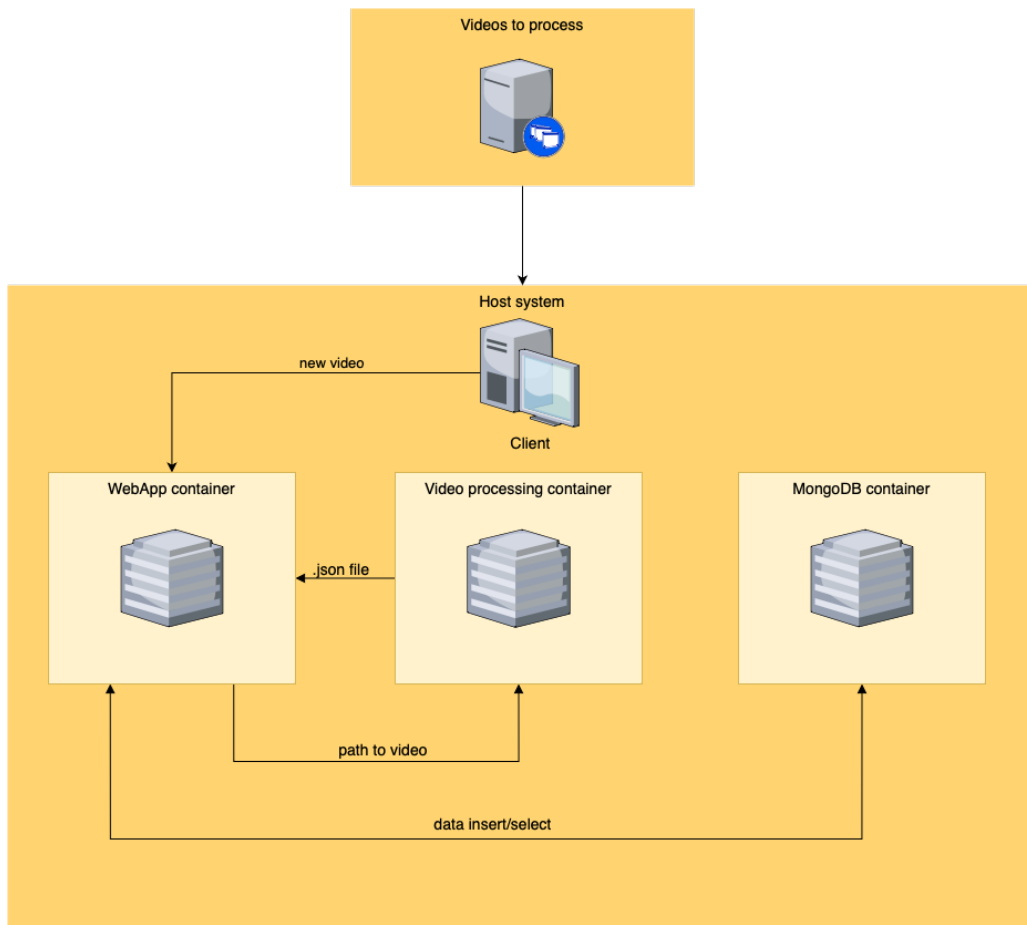 Videos to process
Host system
new video
Client
WebApp container
Video processing container
MongoDB container
.json file
path to video
data insert/select